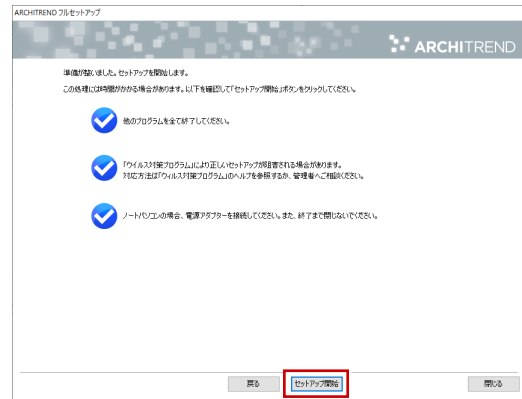 ARCHITREND フルセットアップ
ARCHITREND
準備が整いました。セットアップを開始します。
この処理には時間がかかる場合があります。以下を確認して「セットアップ開始」ボタンをクリックしてください。
他のプログラムを全て終了してください。
「ウイルス対策プログラム」により正しいセットアップが阻害される場合があります。
対応方法は「ウィルス対策プログラム」のヘルプを参照するか、管理者へご相談ください。
ノートパソコンの場合、電源アダプターを接続してください。また、終了まで閉じないでください。
戻る
セットアップ開始
閉じる